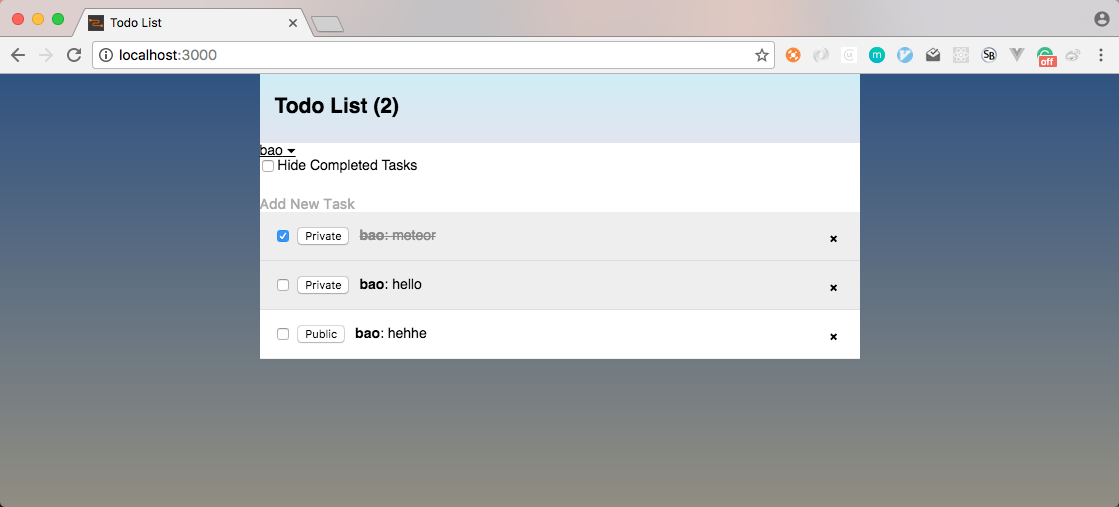 Todo List
localhost:3000
m
SB
off
Todo List (2)
bao
Hide Completed Tasks
Add New Task
Private bao: meteor
Private bao: hello
Public bao: hehhe